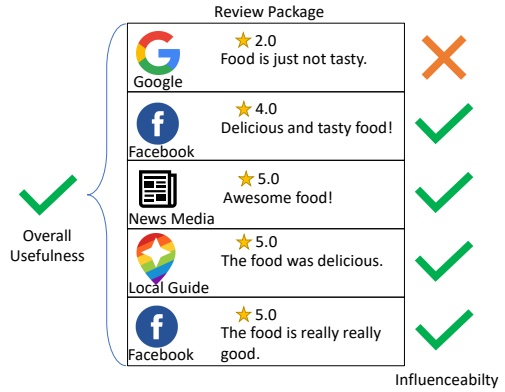 Review Package
2.0
Food is just not tasty.
Google
4.0
Delicious and tasty food!
Facebook
5.0
Awesome food!
News Media
5.0
The food was delicious.
Local Guide
5.0
The food is really really
good.
Facebook
Overall
Usefulness
Influenceabilty